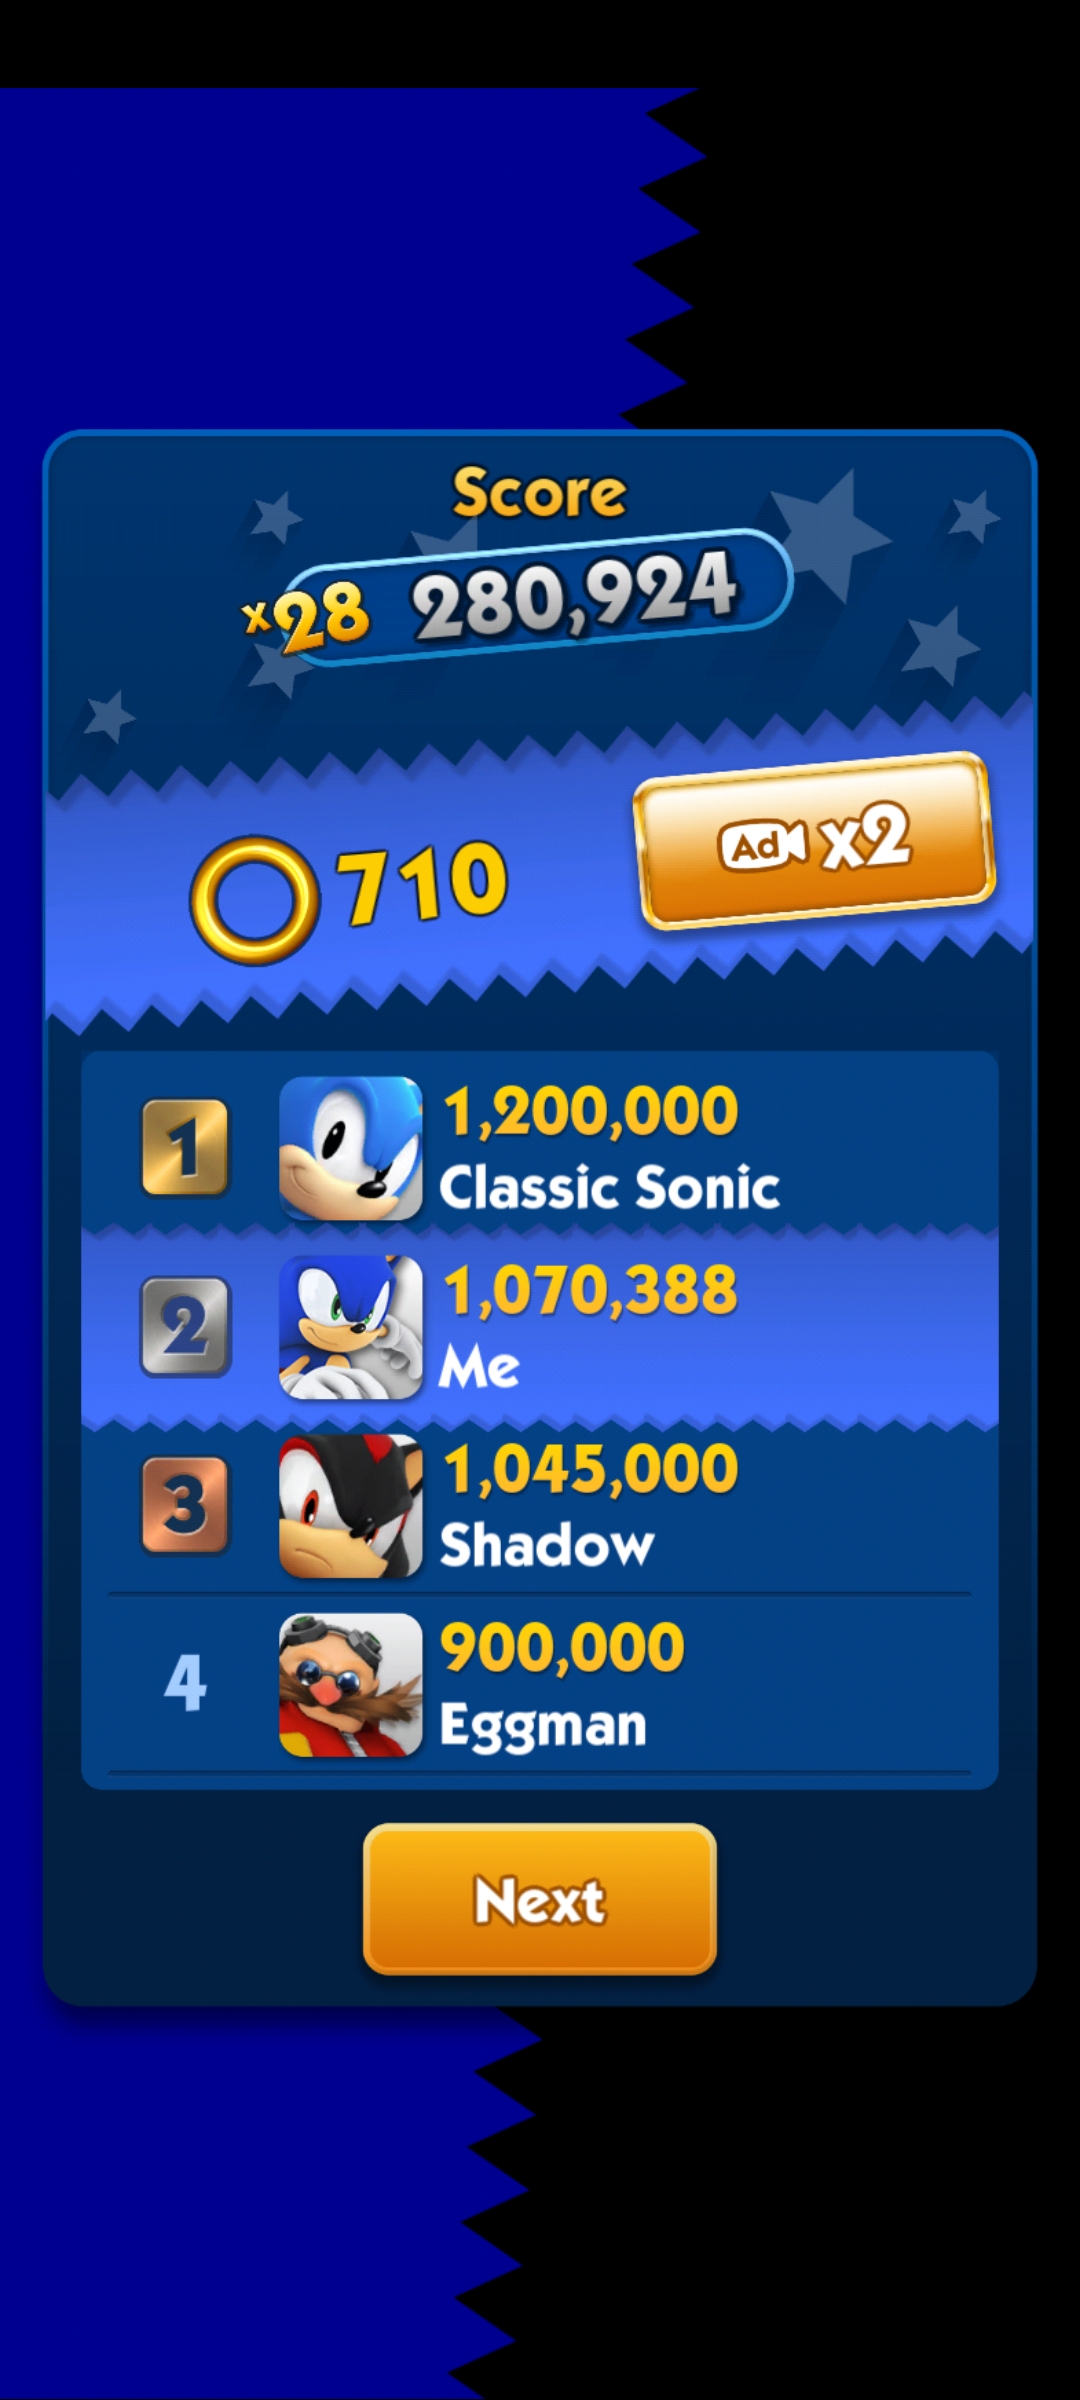 Score
x28 280,924
710
Ad x2
1 1,200,000
Classic Sonic
2 1,070,388
Me
3 1,045,000
Shadow
4 900,000
Eggman
Next